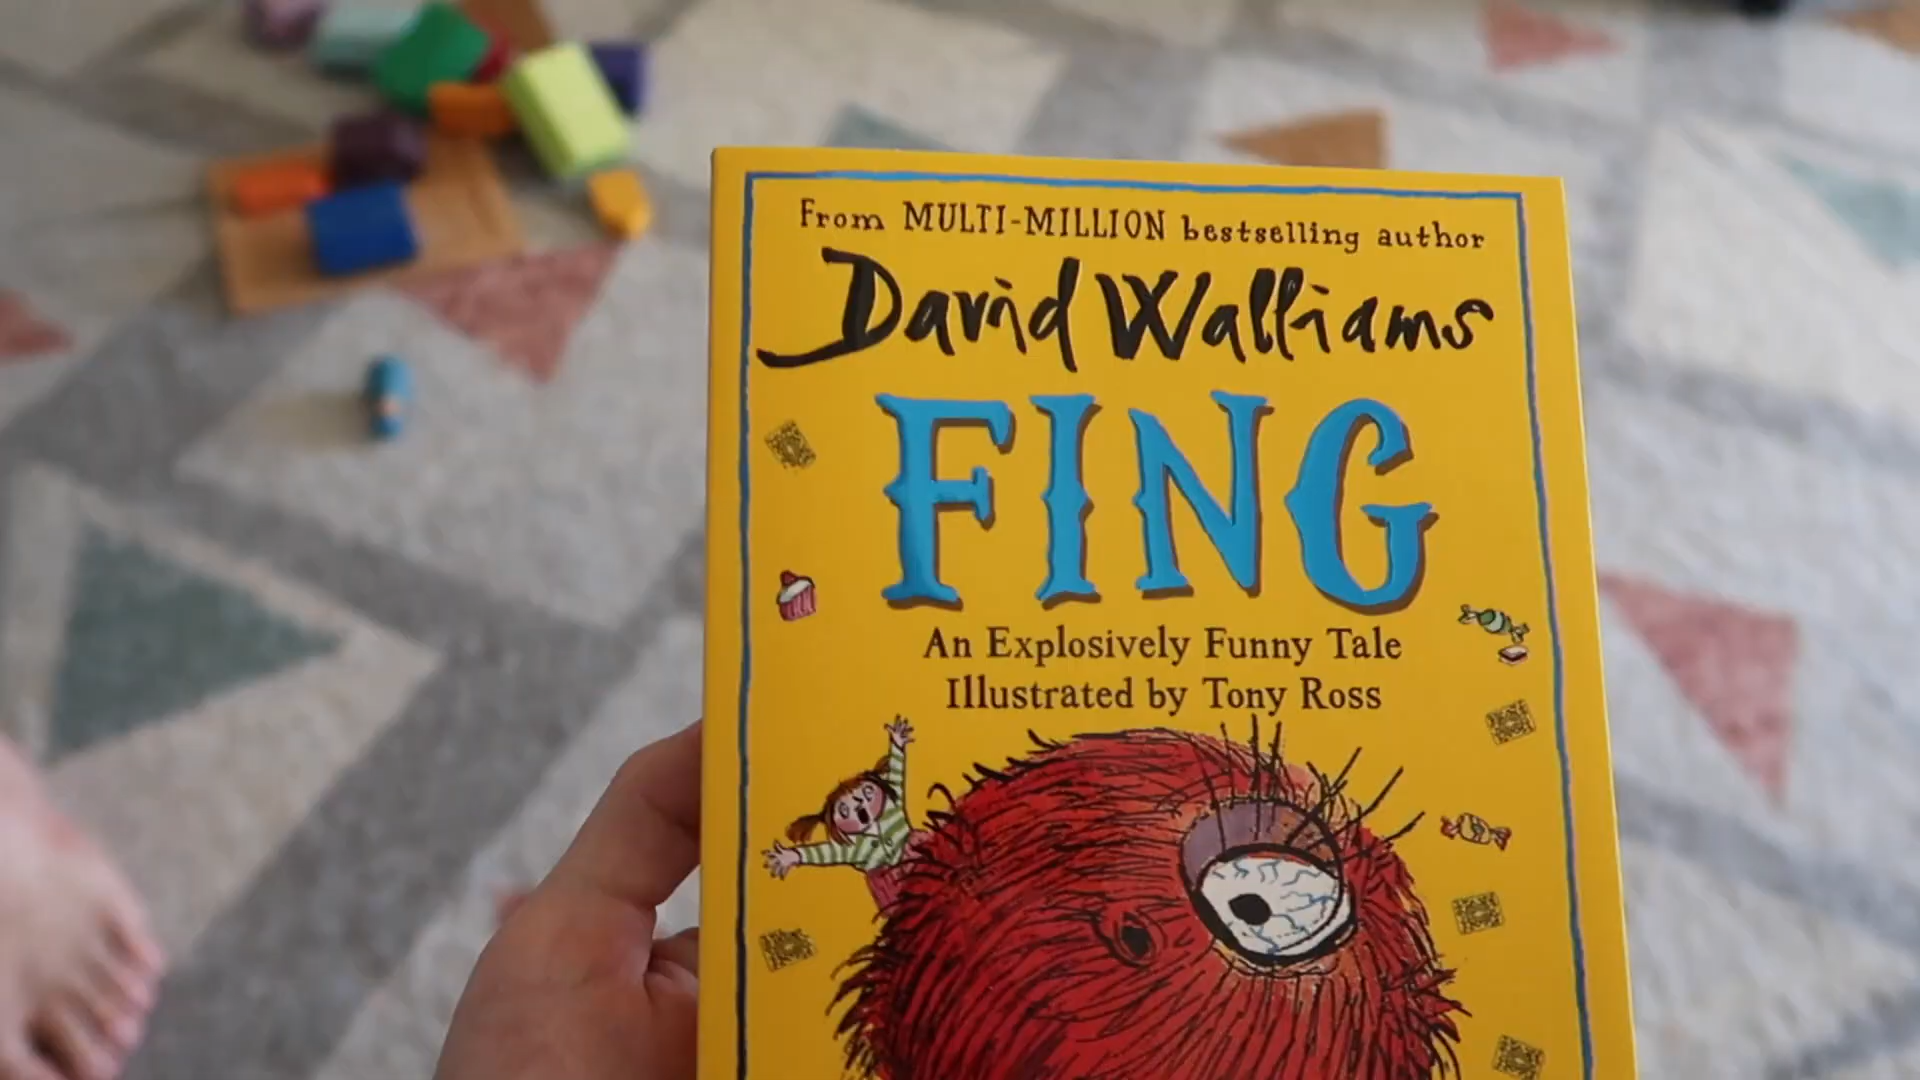 From MULTI-MILLION bestselling author
David Walliams
FING
An Explosively Funny Tale
Illustrated by Tony Ross